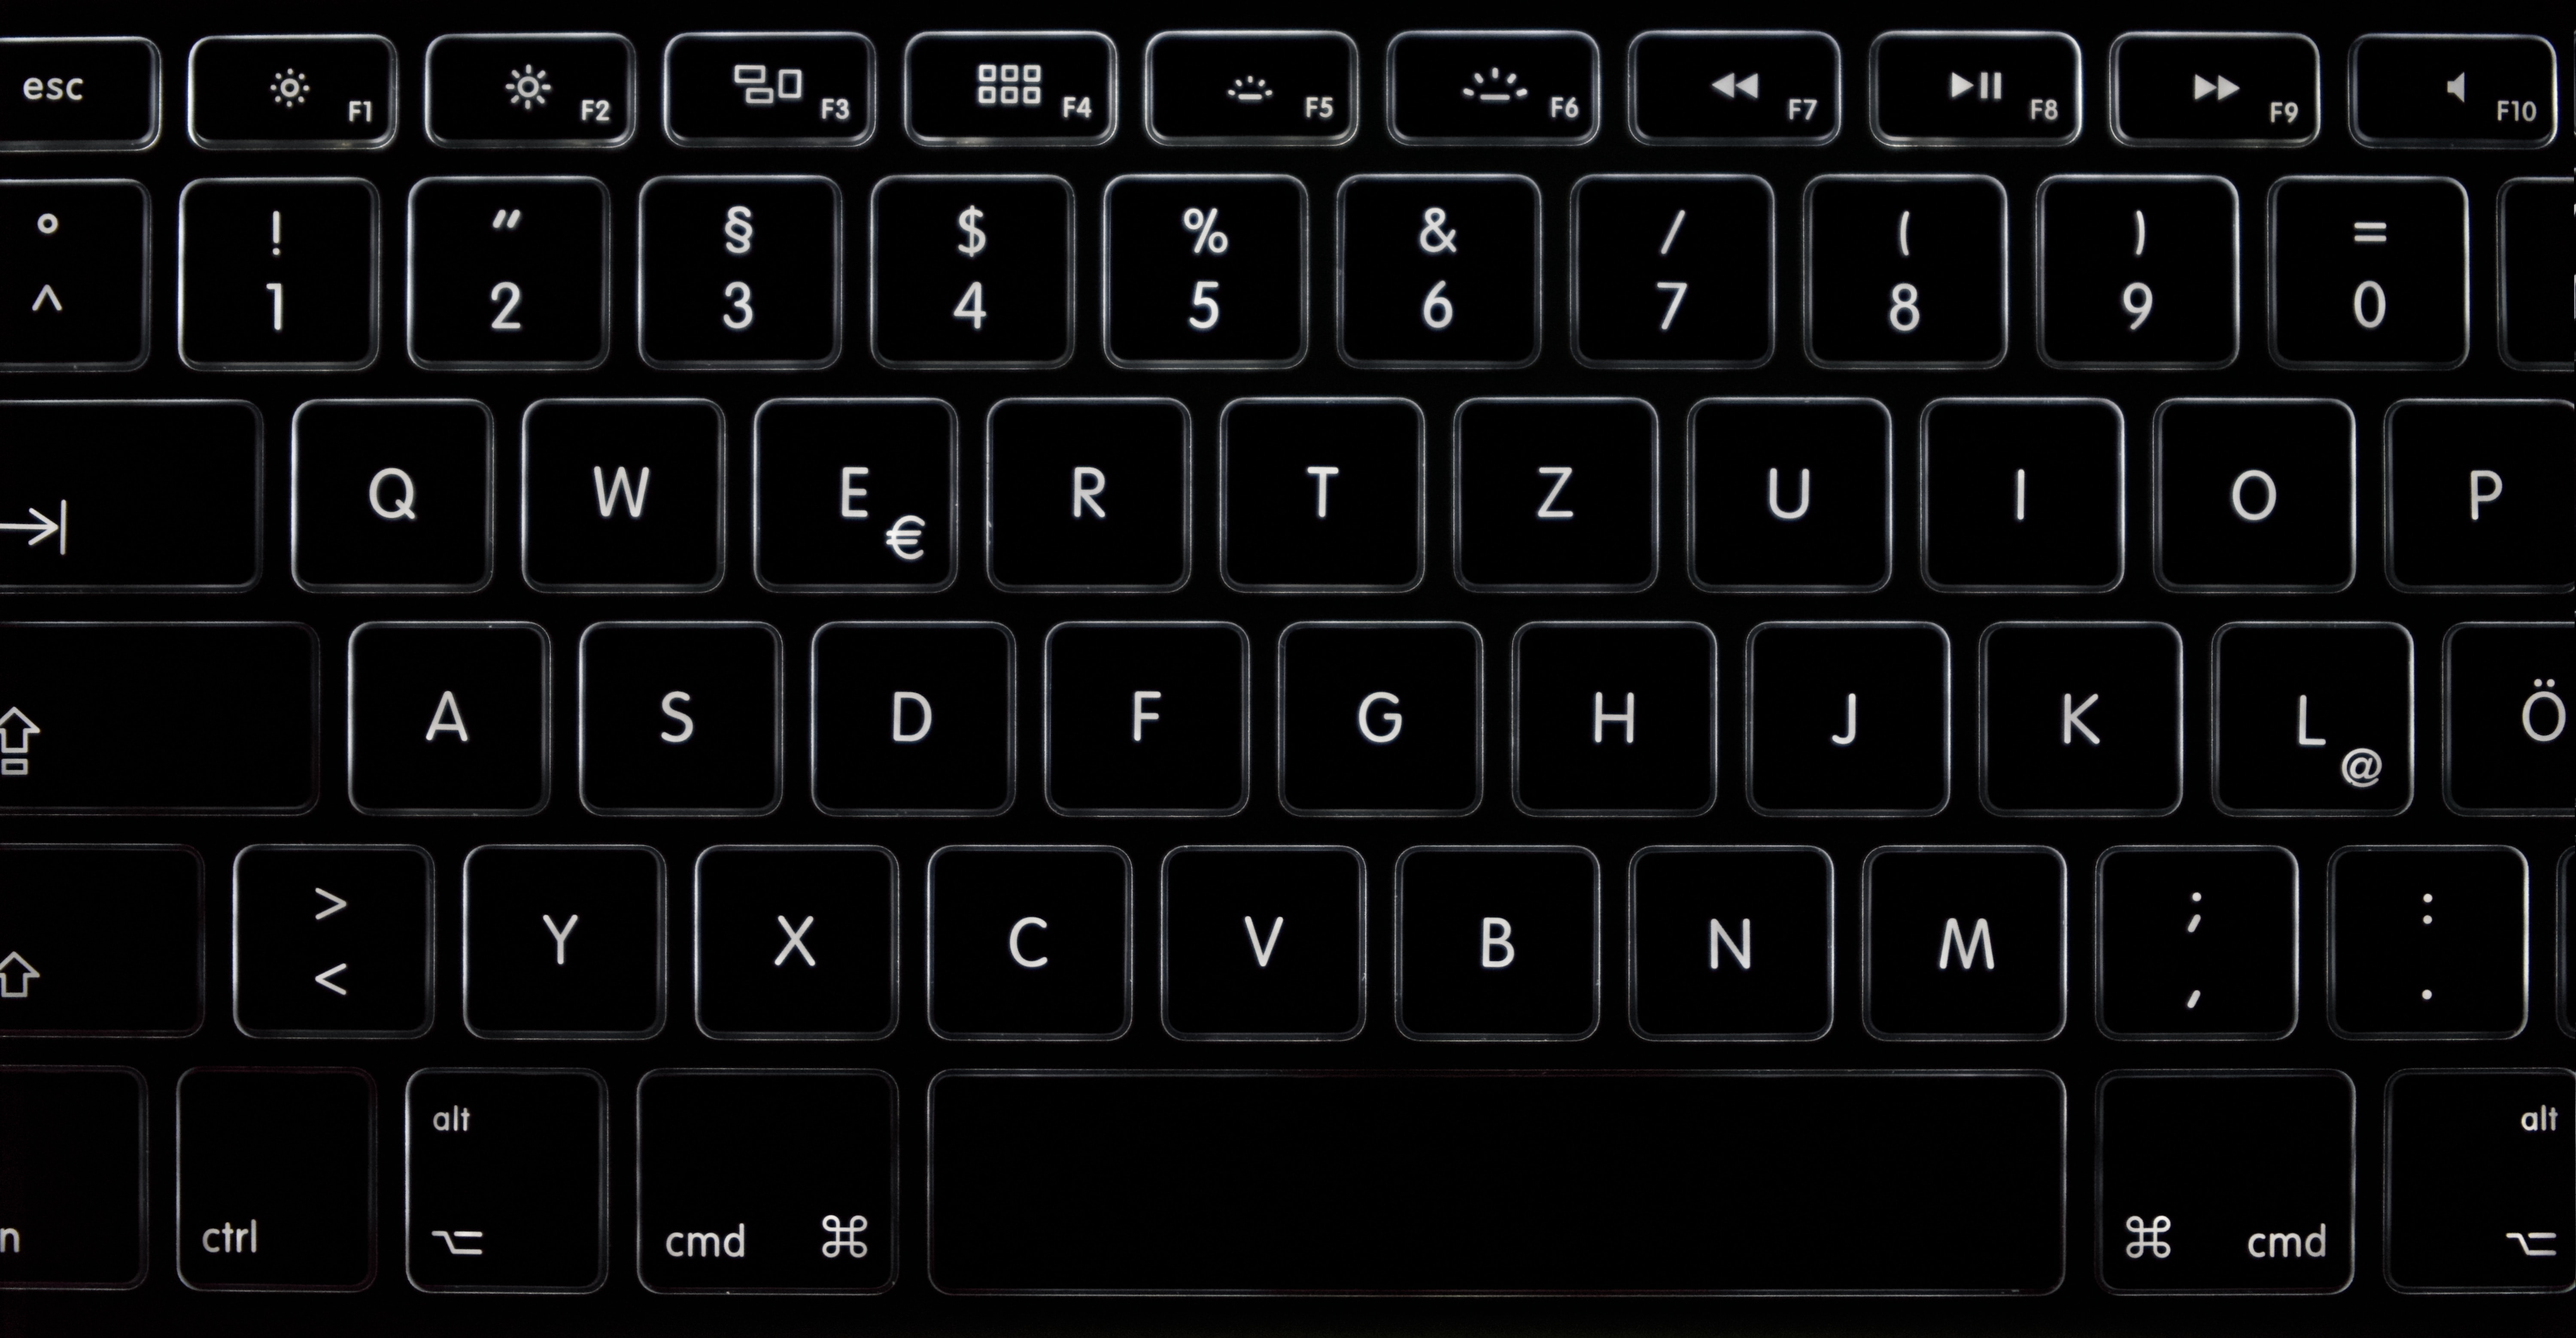 esc F1 F2 F3 F4 F5 F6 F7 F8 F9 F10
° ! " § $ % & / ( ) =
^ 1 2 3 4 5 6 7 8 9 0
Q W E € R T Z U I O P
A S D F G H J K L @ Ö
> ; :
< Y X C V B N M , .
alt alt
n ctrl ⌥ cmd ⌘ ⌘ cmd ⌥